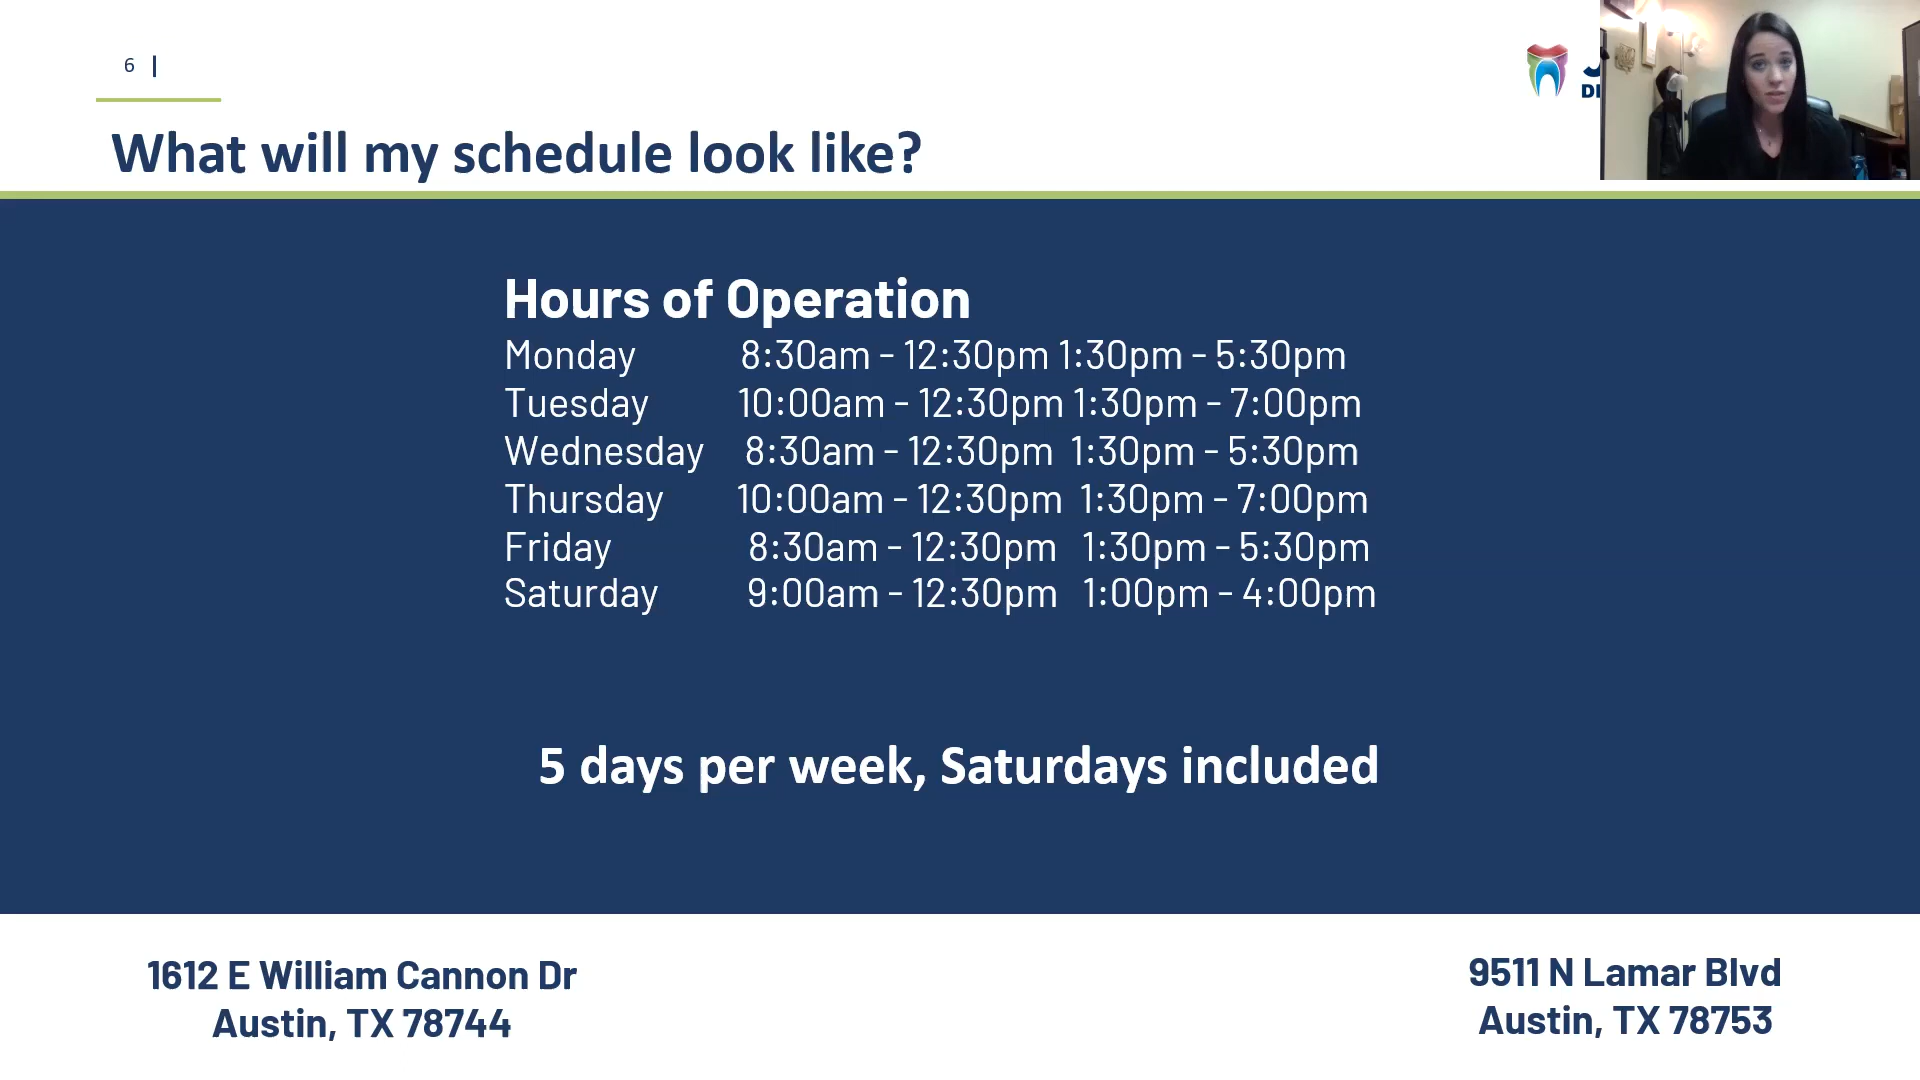 6 |
What will my schedule look like?
Hours of Operation
Monday 8:30am - 12:30pm 1:30pm - 5:30pm
Tuesday 10:00am - 12:30pm 1:30pm - 7:00pm
Wednesday 8:30am - 12:30pm 1:30pm - 5:30pm
Thursday 10:00am - 12:30pm 1:30pm - 7:00pm
Friday 8:30am - 12:30pm 1:30pm - 5:30pm
Saturday 9:00am - 12:30pm 1:00pm - 4:00pm
5 days per week, Saturdays included
1612 E William Cannon Dr
Austin, TX 78744
9511 N Lamar Blvd
Austin, TX 78753